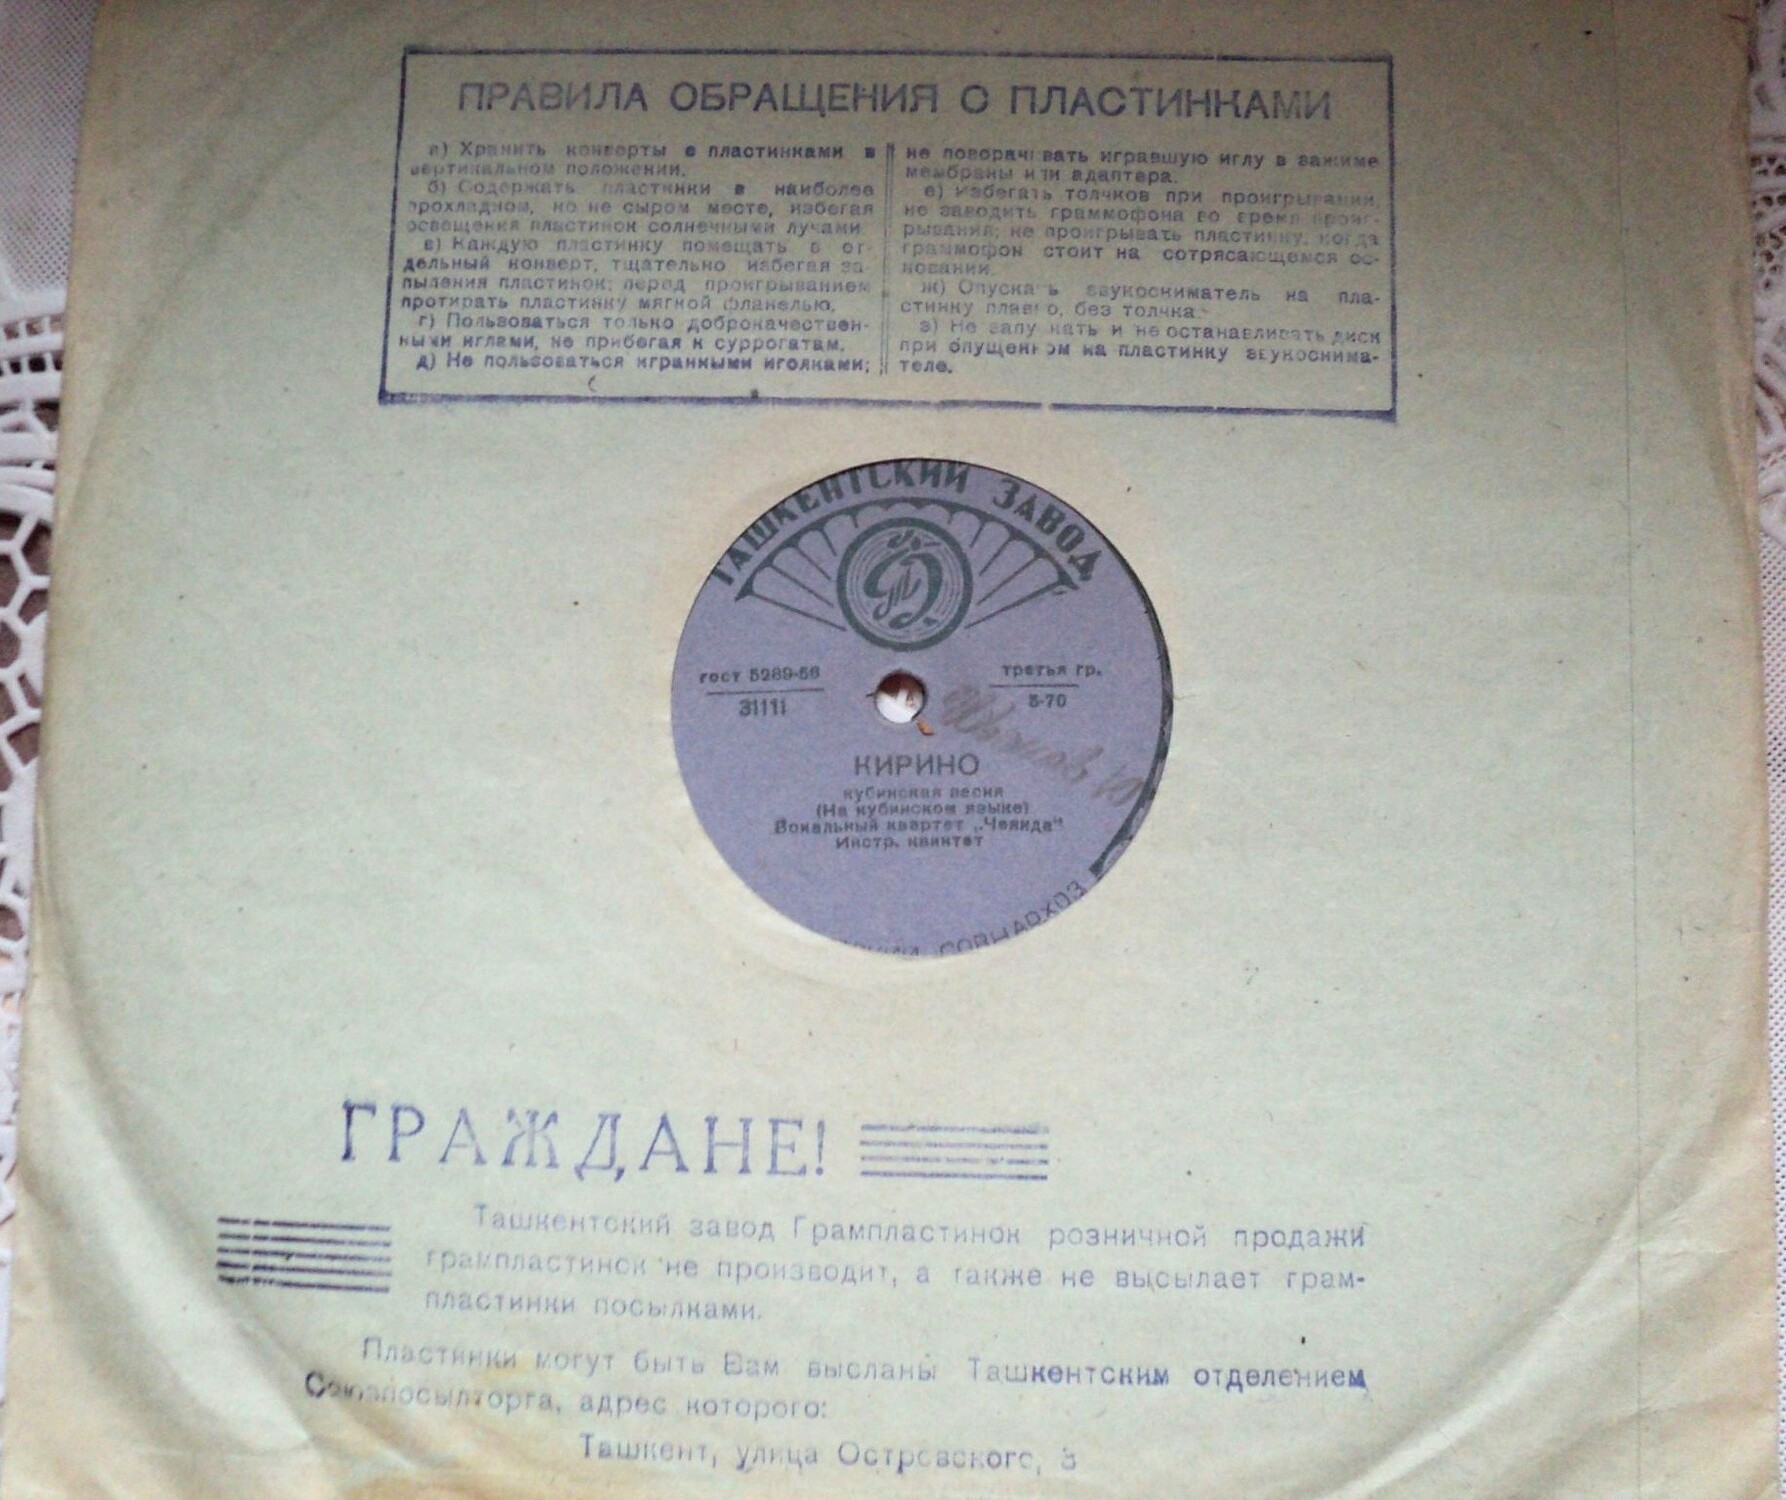 ПРАВИЛА ОБРАЩЕНИЯ С ПЛАСТИНКАМИ
а) Хранить конверты с пластинками в
вертикальном положении.
б) Содержать пластинки в наиболее
прохладном, но не сыром месте, избегая
освещения пластинок солнечными лучами.
в) Каждую пластинку помещать в от-
дельный конверт, тщательно избегая за-
пыления пластинок; перед проигрыванием
протирать пластинку мягкой фланелью.
г) Пользоваться только доброкачествен-
ными иглами, не прибегая к суррогатам.
д) Не пользоваться игранными иголками;
не поворачивать игравшую иглу в зажиме
мембраны или адаптера.
е) Избегать толчков при проигрывании,
не заводить граммофона во время проиг-
рывания; не проигрывать пластинку, когда
граммофон стоит на сотрясающемся ос-
новании.
ж) Опускать звукосниматель на пла-
стинку плавно, без толчка.
з) Не запускать и не останавливать диск
при опущенном на пластинку звукоснима-
теле.
ТАШКЕНТСКИЙ ЗАВОД
гост 5289-56
31111
третья гр.
5-70
КИРИНО
кубинская песня
(На кубинском языке)
Вокальный квартет „Чеянда"
Инстр. квинтет
СОВНАРХОЗ
ГРАЖДАНЕ!
Ташкентский завод Грампластинок розничной продажи
грампластинок не производит, а также не высылает грам-
пластинки посылками.
Пластинки могут быть Вам высланы Ташкентским отделением
Союзпосылторга, адрес которого:
Ташкент, улица Островского, 3